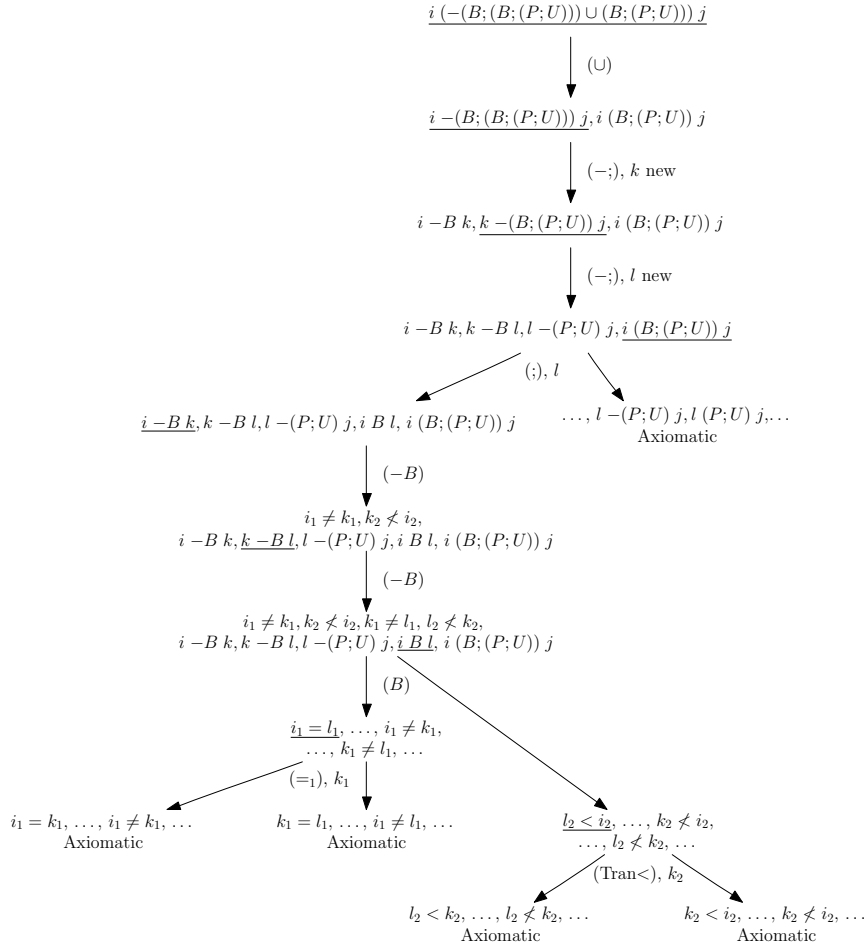 i (−(B; (B; (P; U))) ∪ (B; (P; U))) j
(∪)
i −(B; (B; (P; U))) j, i (B; (P; U)) j
(−;), k new
i −B k, k −(B; (P; U)) j, i (B; (P; U)) j
(−;), l new
i −B k, k −B l, l −(P; U) j, i (B; (P; U)) j
(;), l
i −B k, k −B l, l −(P; U) j, i B l, i (B; (P; U)) j
…, l −(P; U) j, l (P; U) j, …
Axiomatic
(−B)
i₁ ≠ k₁, k₂ ≮ i₂,
i −B k, k −B l, l −(P; U) j, i B l, i (B; (P; U)) j
(−B)
i₁ ≠ k₁, k₂ ≮ i₂, k₁ ≠ l₁, l₂ ≮ k₂,
i −B k, k −B l, l −(P; U) j, i B l, i (B; (P; U)) j
(B)
i₁ = l₁, …, i₁ ≠ k₁,
…, k₁ ≠ l₁, …
(=₁), k₁
i₁ = k₁, …, i₁ ≠ k₁, …
Axiomatic
k₁ = l₁, …, i₁ ≠ l₁, …
Axiomatic
l₂ < i₂, …, k₂ ≮ i₂,
…, l₂ ≮ k₂, …
(Tran<), k₂
l₂ < k₂, …, l₂ ≮ k₂, …
Axiomatic
k₂ < i₂, …, k₂ ≮ i₂, …
Axiomatic